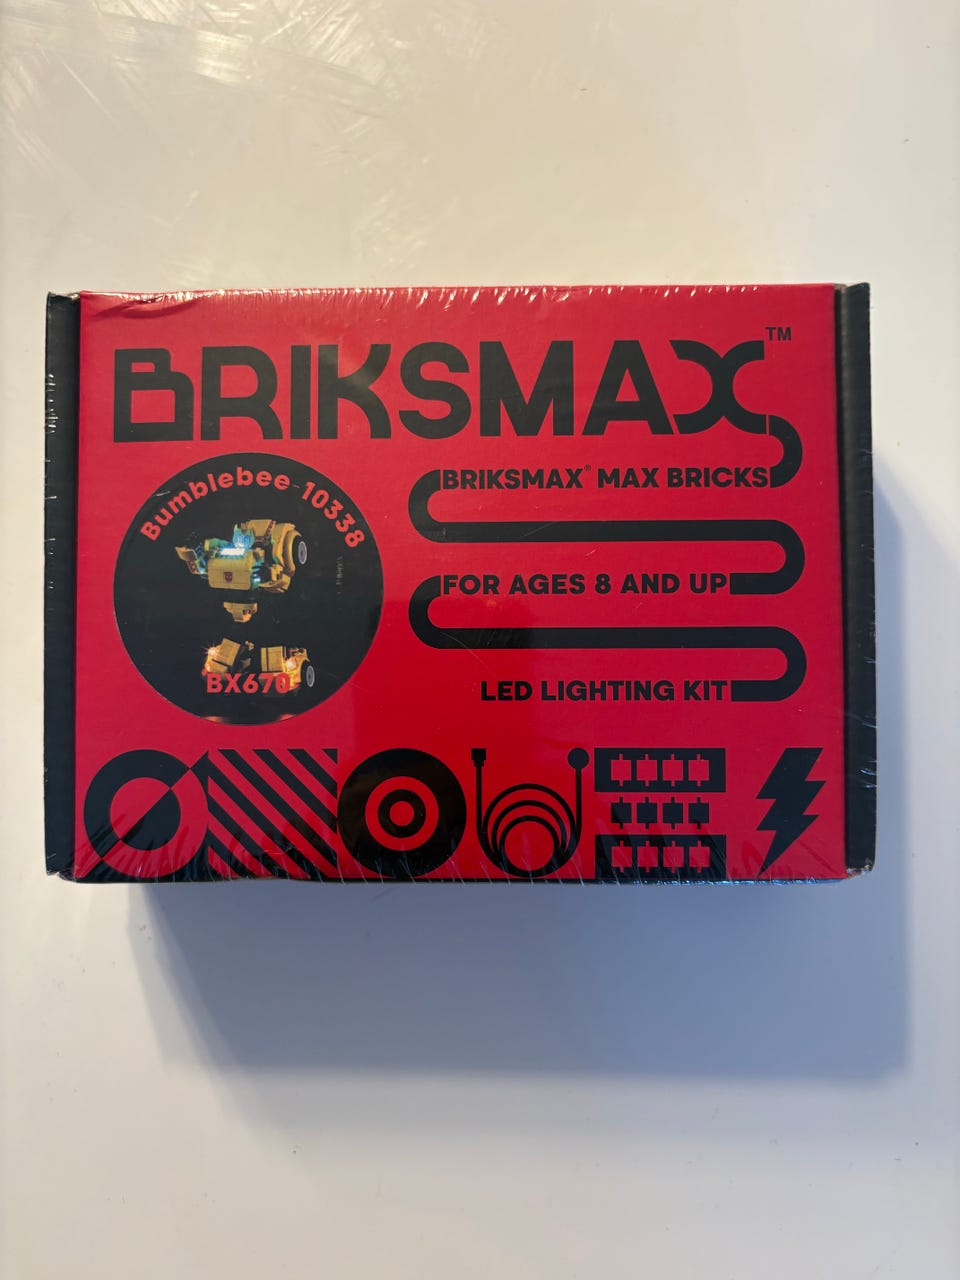 BRIKSMAX™
BRIKSMAX® MAX BRICKS
Bumblebee 10338
FOR AGES 8 AND UP
BX670
LED LIGHTING KIT